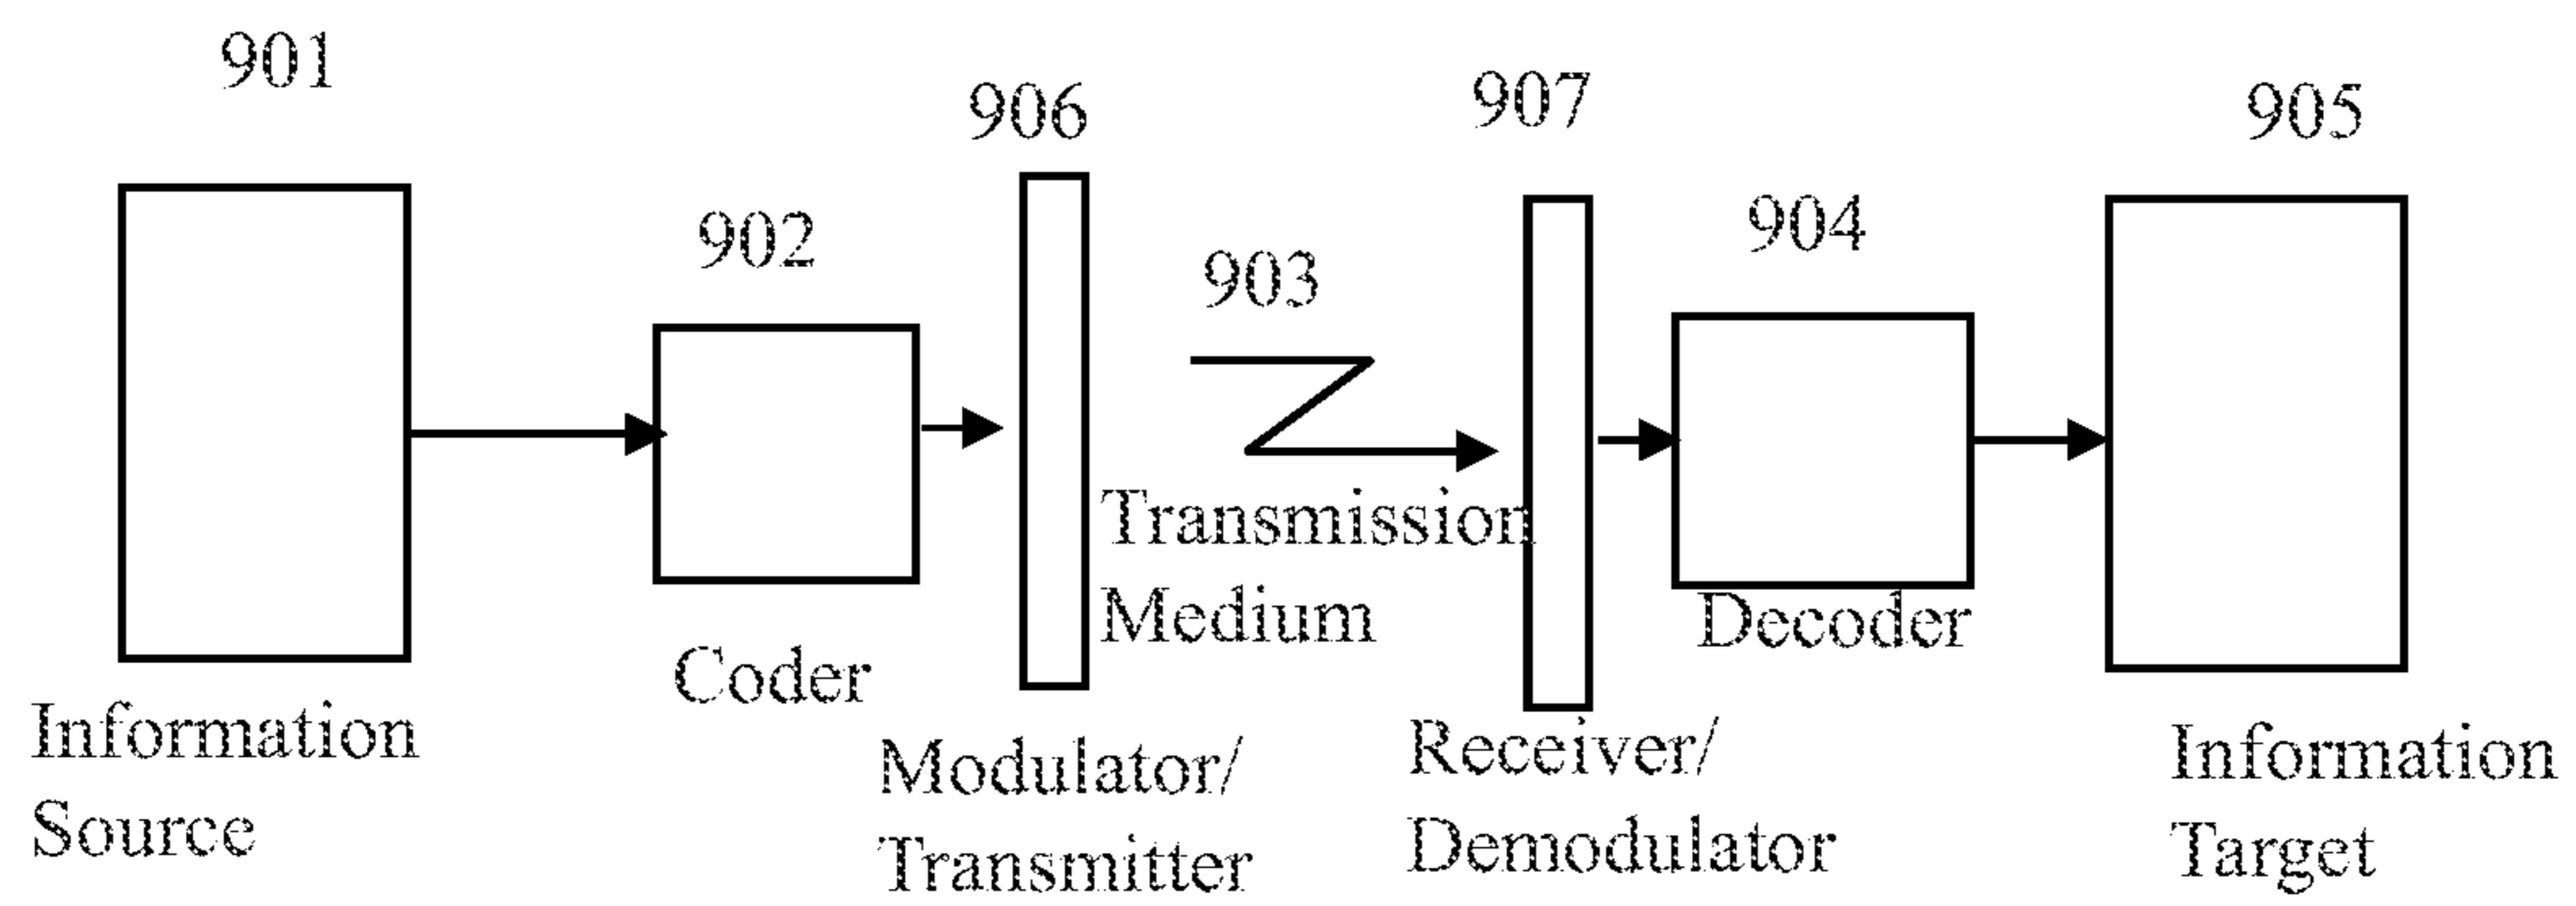 901
906
907
905
902
904
903
Transmission
Medium
Decoder
Coder
Information
Source
Modulator/
Transmitter
Receiver/
Demodulator
Information
Target